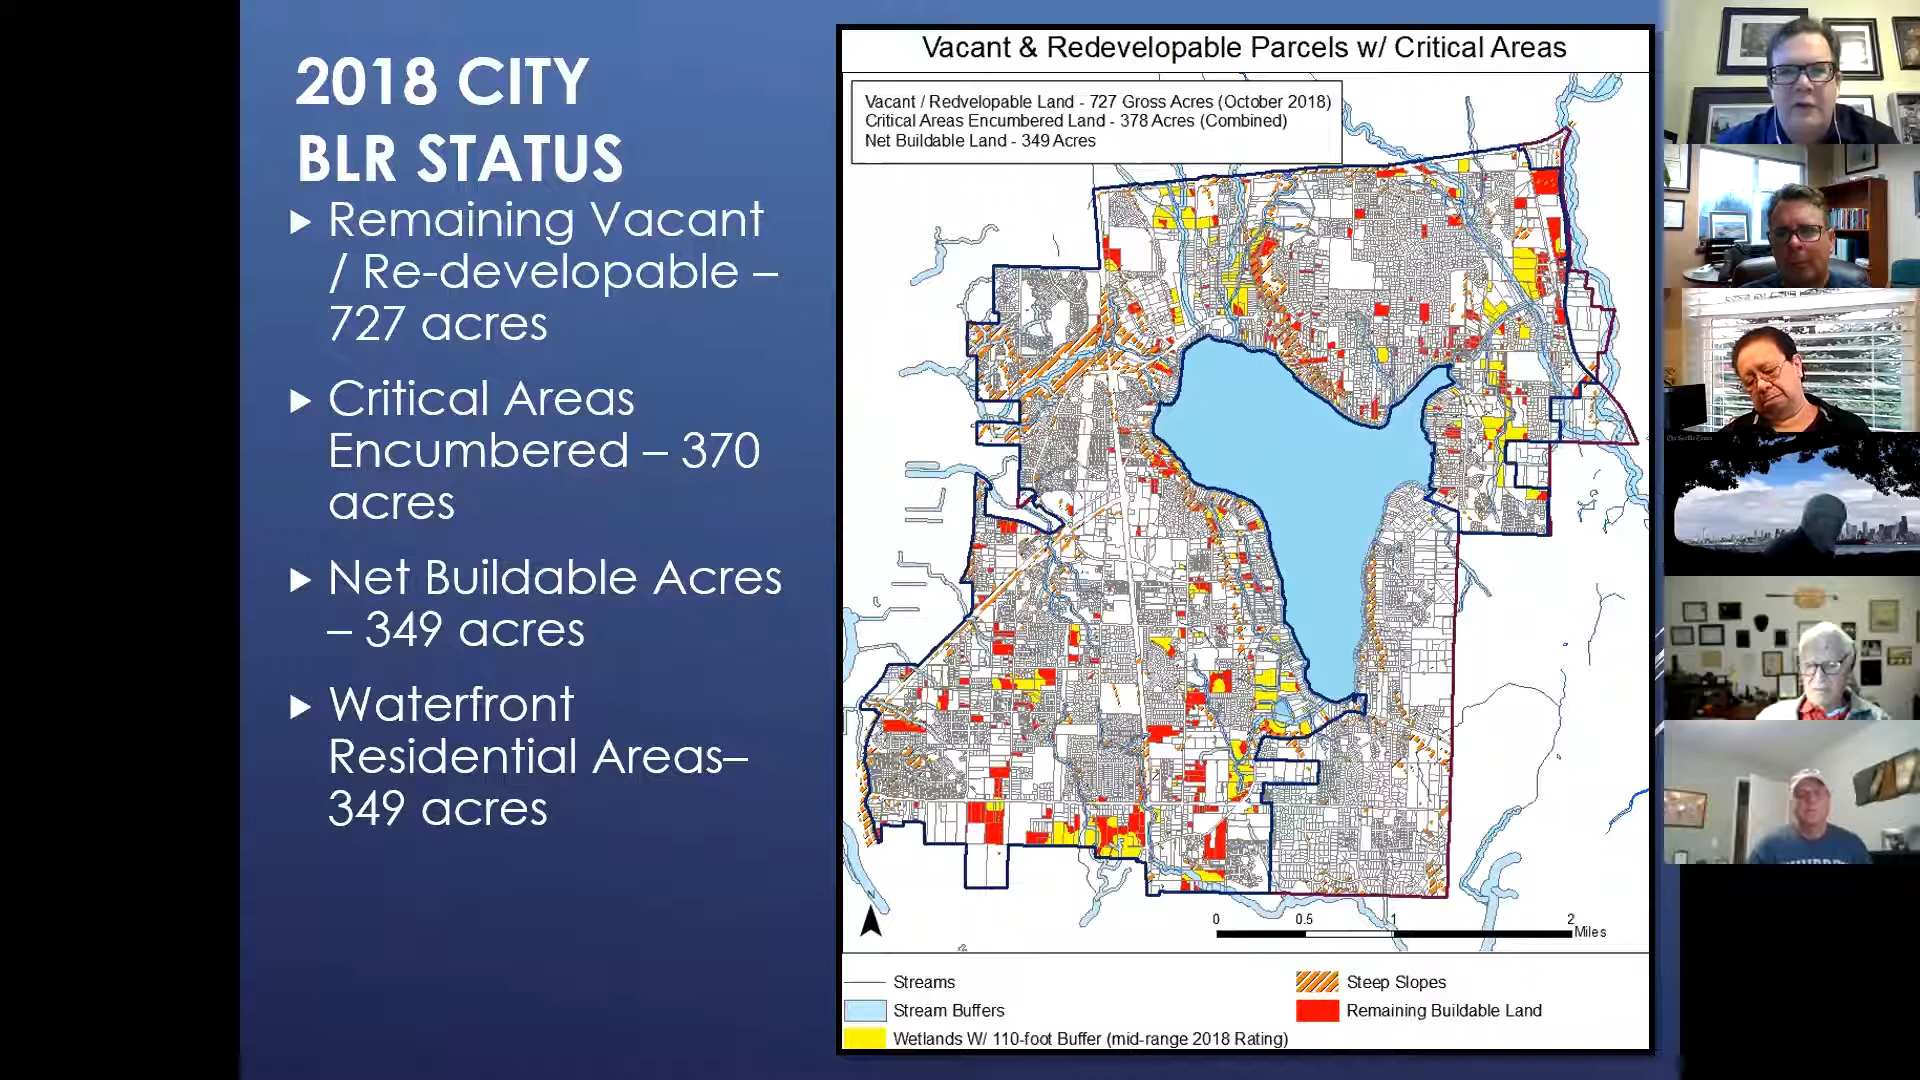 2018 CITY
BLR STATUS
Remaining Vacant
/ Re-developable –
727 acres
Critical Areas
Encumbered – 370
acres
Net Buildable Acres
– 349 acres
Waterfront
Residential Areas–
349 acres
Vacant & Redevelopable Parcels w/ Critical Areas
Vacant / Redvelopable Land - 727 Gross Acres (October 2018)
Critical Areas Encumbered Land - 378 Acres (Combined)
Net Buildable Land - 349 Acres
N
0 0.5 1 2
Miles
Streams
Stream Buffers
Wetlands W/ 110-foot Buffer (mid-range 2018 Rating)
Steep Slopes
Remaining Buildable Land
The Seattle Times